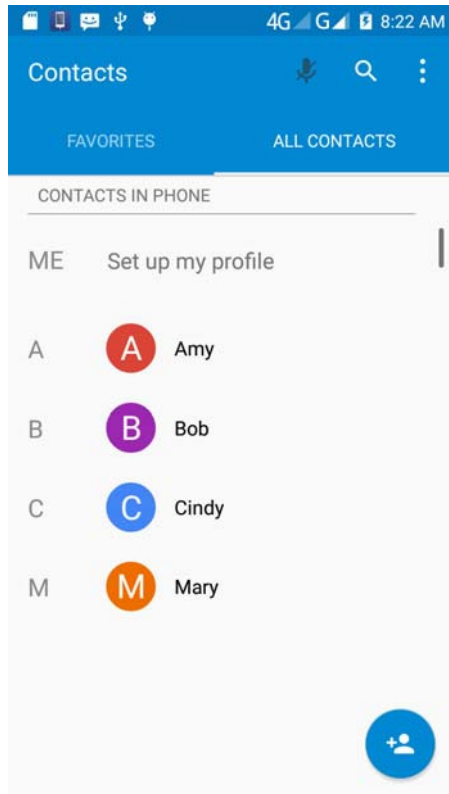 4G G 8:22 AM
Contacts
FAVORITES ALL CONTACTS
CONTACTS IN PHONE
ME Set up my profile
A A Amy
B B Bob
C C Cindy
M M Mary